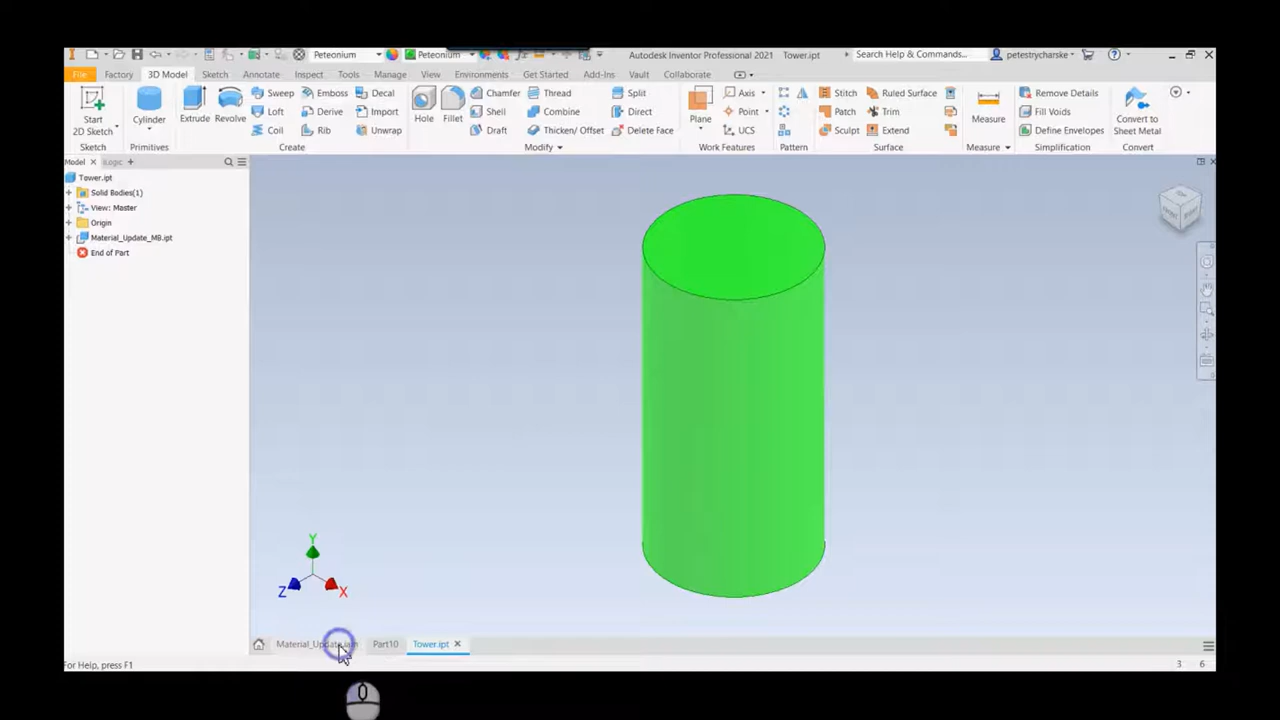 Peteonium Peteonium Autodesk Inventor Professional 2021 Tower.ipt Search Help & Commands... petestrycharske
File Factory 3D Model Sketch Annotate Inspect Tools Manage View Environments Get Started Add-Ins Vault Collaborate
Start
2D Sketch
Sketch
Cylinder
Primitives
Extrude Revolve
Sweep Emboss Decal
Loft Derive Import
Coil Rib Unwrap
Create
Hole Fillet
Chamfer Thread Split
Shell Combine Direct
Draft Thicken/ Offset Delete Face
Modify
Plane
Axis
Point
UCS
Work Features
Pattern
Stitch Ruled Surface
Patch Trim
Sculpt Extend
Surface
Measure
Measure
Remove Details
Fill Voids
Define Envelopes
Simplification
Convert to
Sheet Metal
Convert
Model iLogic
Tower.ipt
Solid Bodies(1)
View: Master
Origin
Material_Update_MB.ipt
End of Part
Y
Z X
Material_Update.iam Part10 Tower.ipt
For Help, press F1 3 6
0